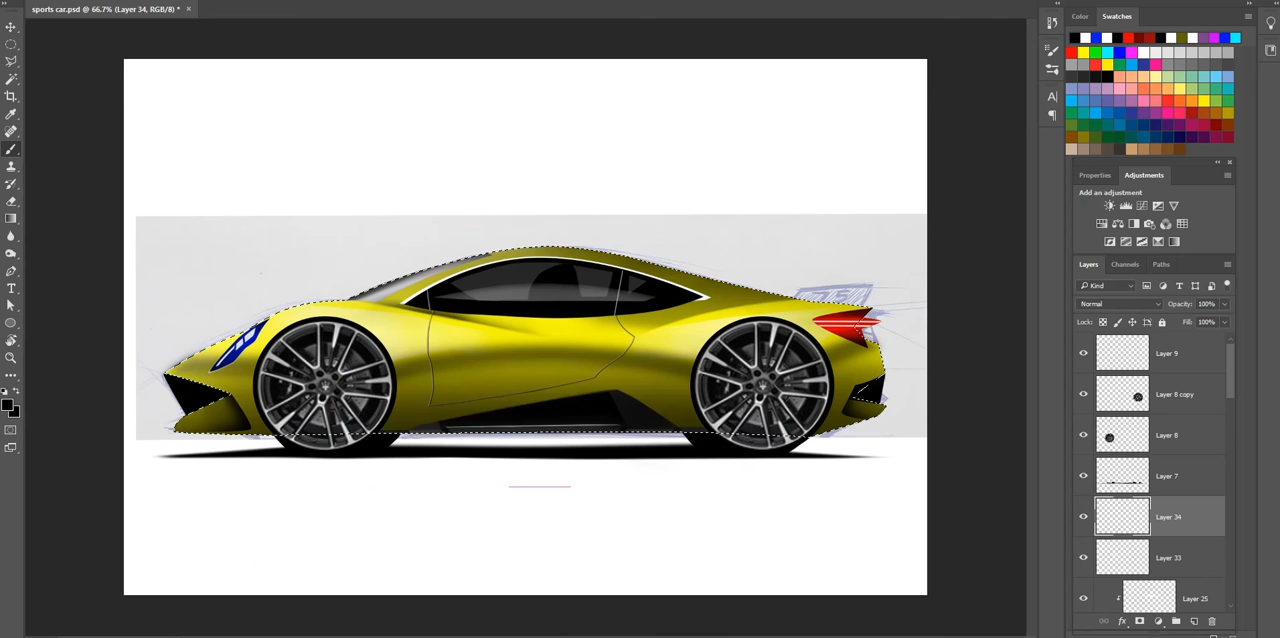 sports car.psd @ 66.7% (Layer 34, RGB/8) * ×
Color Swatches
Properties Adjustments
Add an adjustment
Layers Channels Paths
Kind
Normal Opacity: 100%
Lock: Fill: 100%
Layer 9
Layer 8 copy
Layer 8
Layer 7
Layer 34
Layer 33
Layer 25